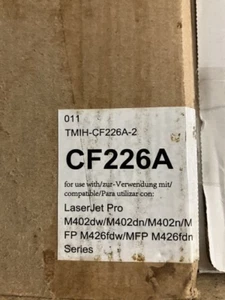 011
TMIH-CF226A-2
CF226A
for use with/zur-Verwendung mit/
compatible/Para utilizar con:
LaserJet Pro
M402dw/M402dn/M402n/M
FP M426fdw/MFP M426fdn
Series